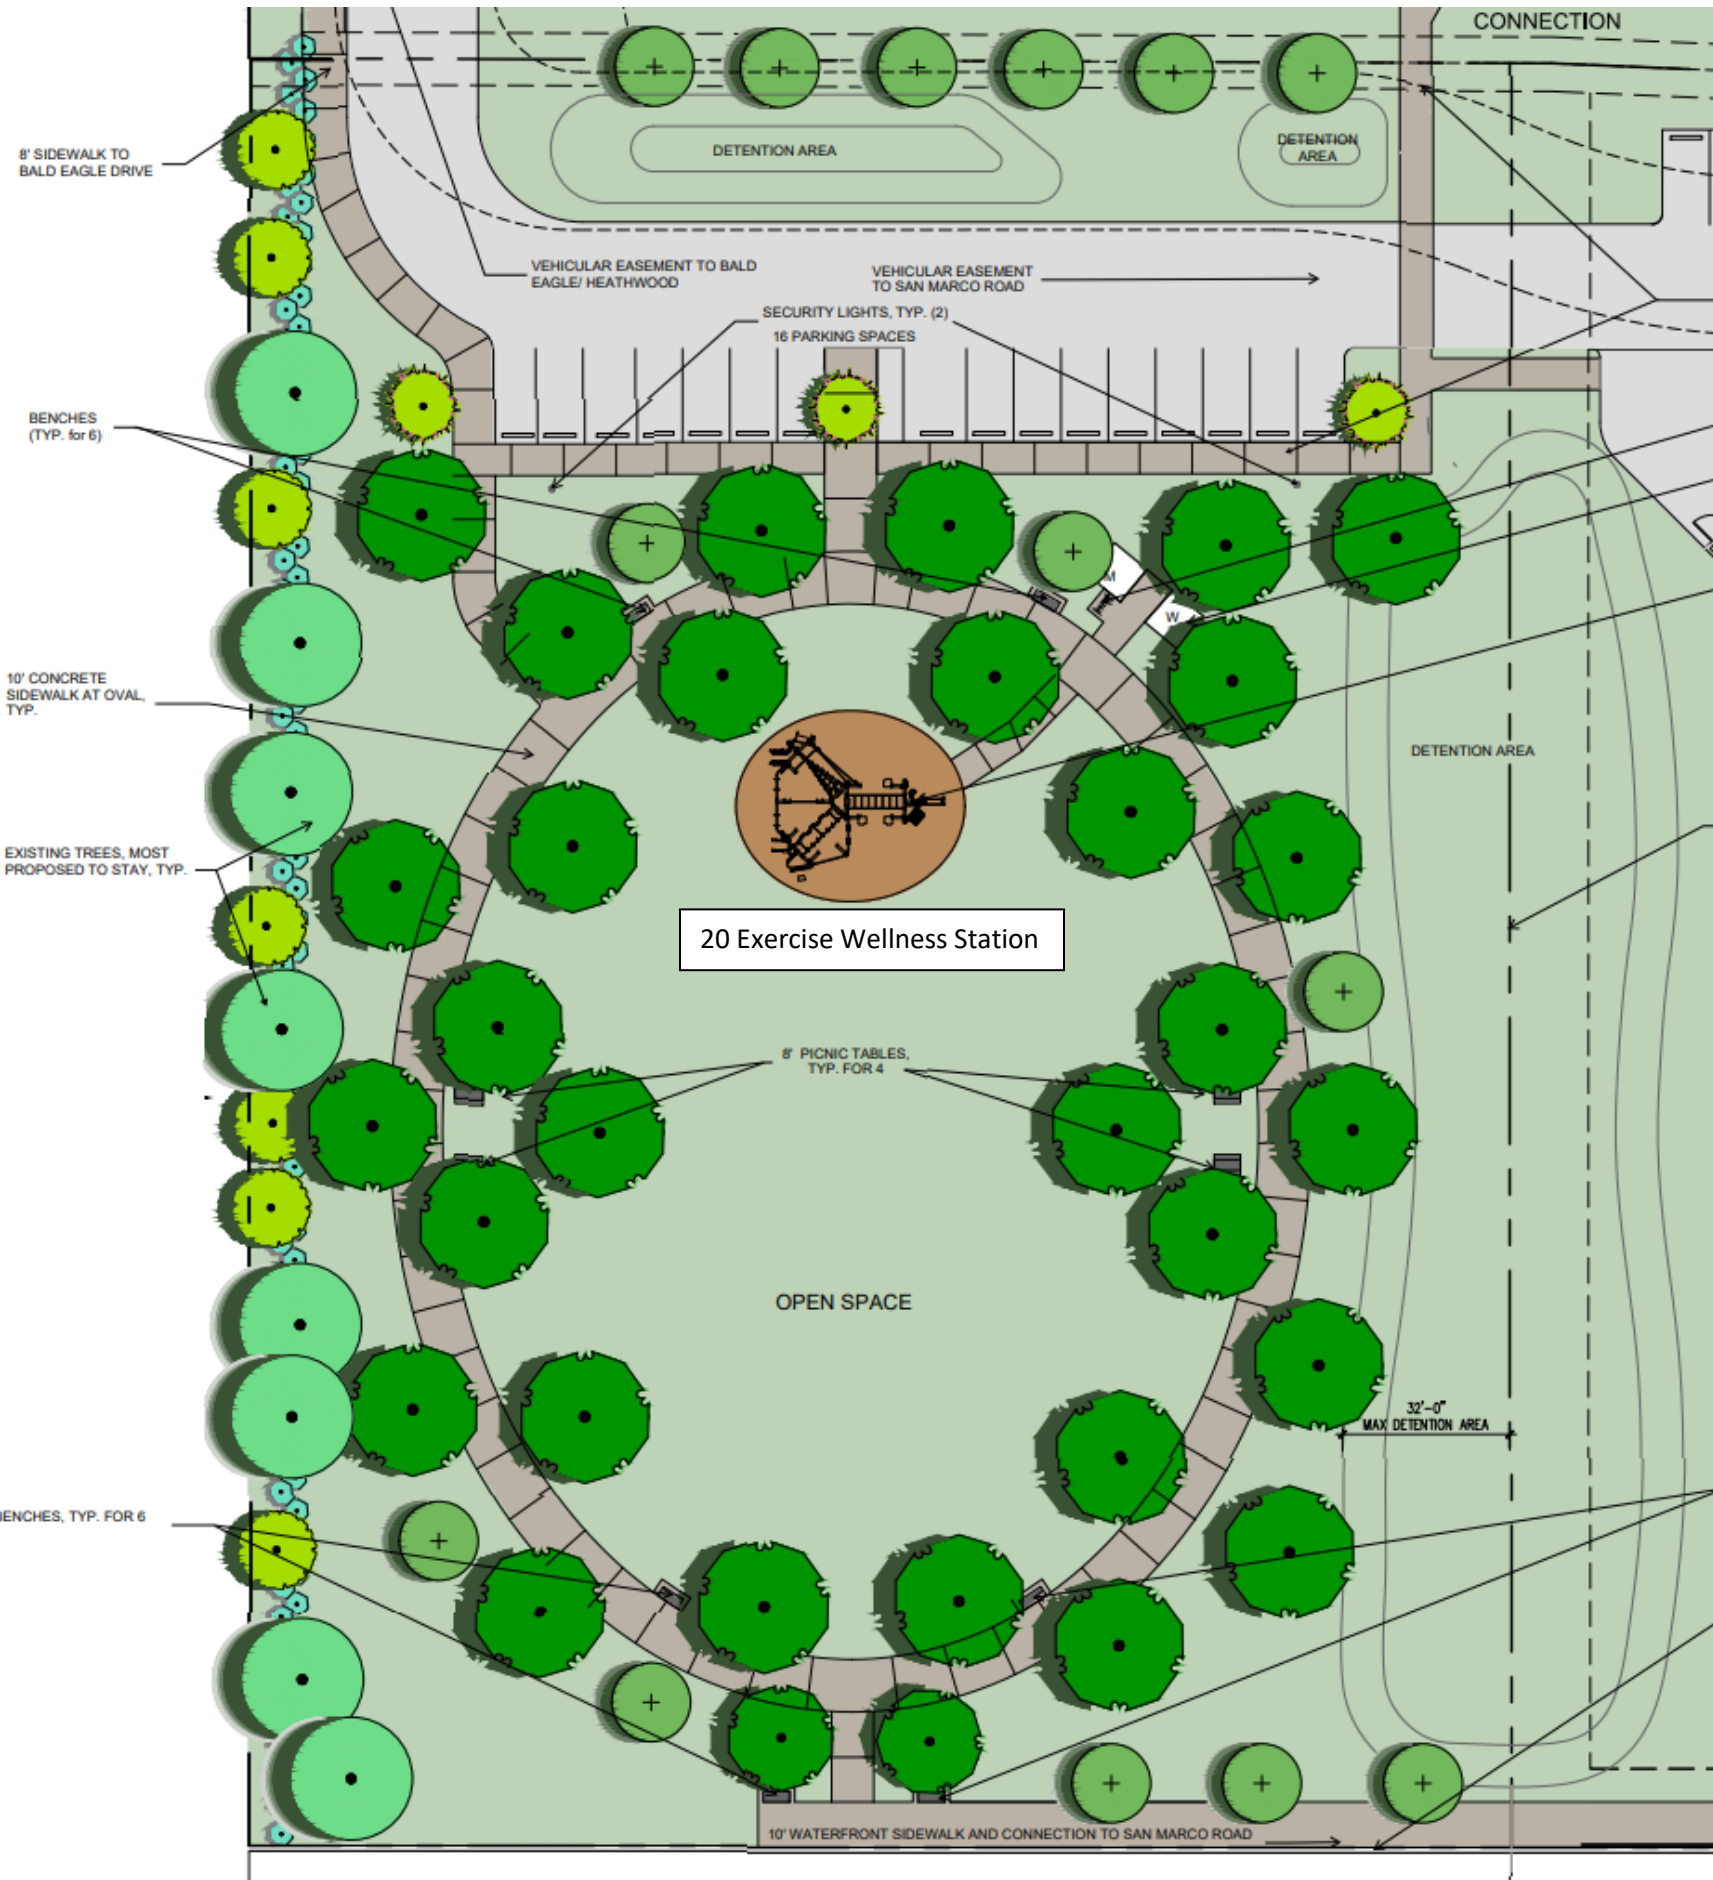 CONNECTION
8' SIDEWALK TO
BALD EAGLE DRIVE
DETENTION AREA
DETENTION
AREA
VEHICULAR EASEMENT TO BALD
EAGLE/ HEATHWOOD
VEHICULAR EASEMENT
TO SAN MARCO ROAD
SECURITY LIGHTS, TYP. (2)
16 PARKING SPACES
BENCHES
(TYP. for 6)
M
W
10' CONCRETE
SIDEWALK AT OVAL,
TYP.
DETENTION AREA
EXISTING TREES, MOST
PROPOSED TO STAY, TYP.
20 Exercise Wellness Station
8' PICNIC TABLES,
TYP. FOR 4
OPEN SPACE
32'-0"
MAX DETENTION AREA
ENCHES, TYP. FOR 6
10' WATERFRONT SIDEWALK AND CONNECTION TO SAN MARCO ROAD